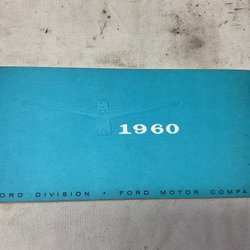 1960
ORD DIVISION • FORD MOTOR COMPA